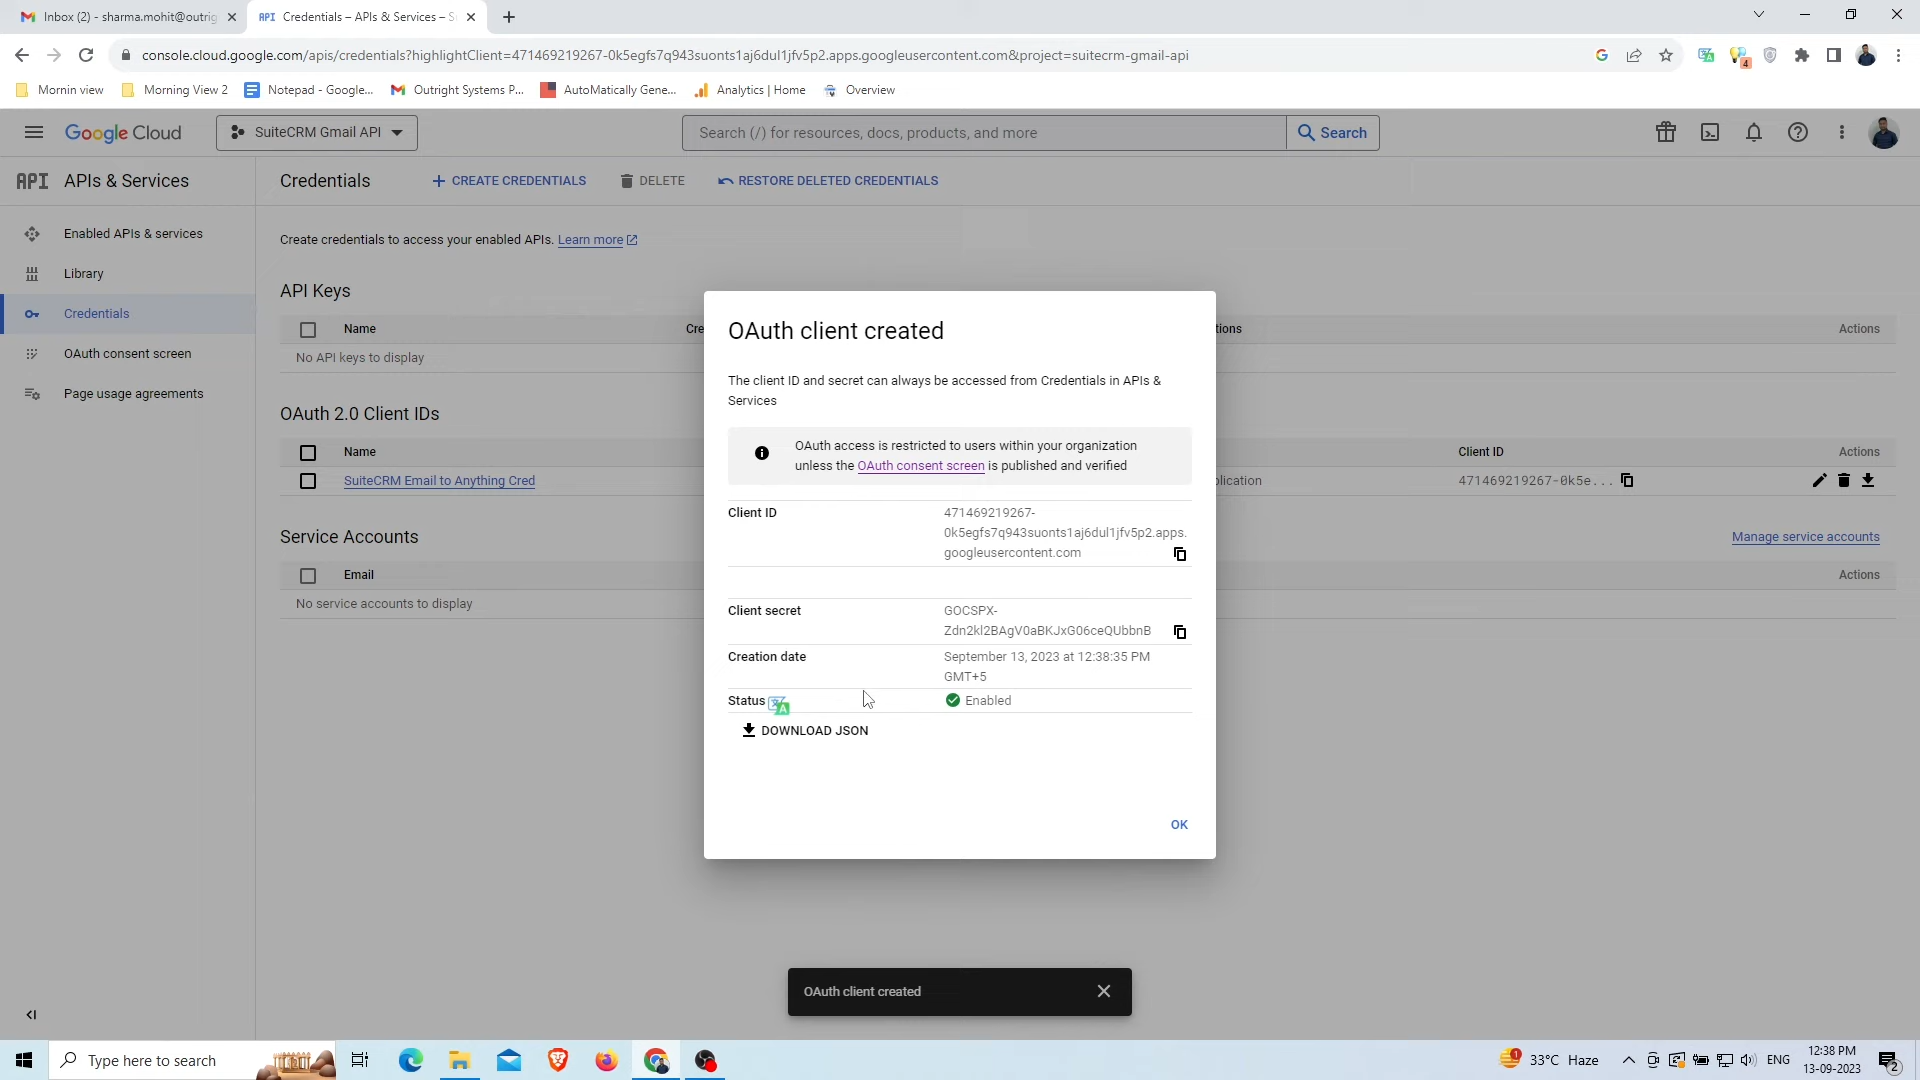 Inbox (2) - sharma.mohit@outrig
Credentials – APIs & Services – S
console.cloud.google.com/apis/credentials?highlightClient=471469219267-0k5egfs7q943suonts1aj6dul1jfv5p2.apps.googleusercontent.com&project=suitecrm-gmail-api
4
Mornin view
Morning View 2
Notepad - Google...
Outright Systems P...
AutoMatically Gene...
Analytics | Home
Overview
Google Cloud
SuiteCRM Gmail API
Search (/) for resources, docs, products, and more
Search
API APIs & Services
Credentials
CREATE CREDENTIALS
DELETE
RESTORE DELETED CREDENTIALS
Enabled APIs & services
Library
Credentials
OAuth consent screen
Page usage agreements
Create credentials to access your enabled APIs. Learn more
API Keys
Name
Cre
tions
Actions
No API keys to display
OAuth 2.0 Client IDs
Name
Client ID
Actions
SuiteCRM Email to Anything Cred
plication
471469219267-0k5e...
Service Accounts
Manage service accounts
Email
Actions
No service accounts to display
OAuth client created
The client ID and secret can always be accessed from Credentials in APIs &
Services
OAuth access is restricted to users within your organization
unless the OAuth consent screen is published and verified
Client ID
471469219267-
0k5egfs7q943suonts1aj6dul1jfv5p2.apps.
googleusercontent.com
Client secret
GOCSPX-
Zdn2kl2BAgV0aBKJxG06ceQUbbnB
Creation date
September 13, 2023 at 12:38:35 PM
GMT+5
Status
Enabled
DOWNLOAD JSON
OK
OAuth client created
Type here to search
1
33°C Haze
ENG
12:38 PM
13-09-2023
2